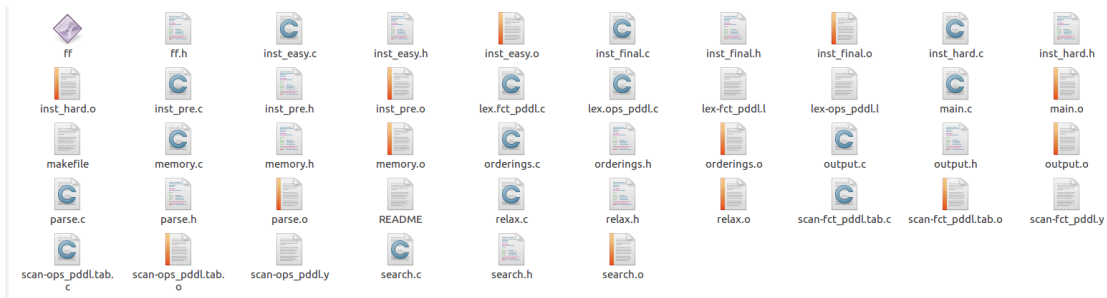 ff ff.h inst_easy.c inst_easy.h inst_easy.o inst_final.c inst_final.h inst_final.o inst_hard.c inst_hard.h
inst_hard.o inst_pre.c inst_pre.h inst_pre.o lex.fct_pddl.c lex.ops_pddl.c lex-fct_pddl.l lex-ops_pddl.l main.c main.o
makefile memory.c memory.h memory.o orderings.c orderings.h orderings.o output.c output.h output.o
parse.c parse.h parse.o README relax.c relax.h relax.o scan-fct_pddl.tab.c scan-fct_pddl.tab.o scan-fct_pddl.y
scan-ops_pddl.tab. scan-ops_pddl.tab. scan-ops_pddl.y search.c search.h search.o
c o